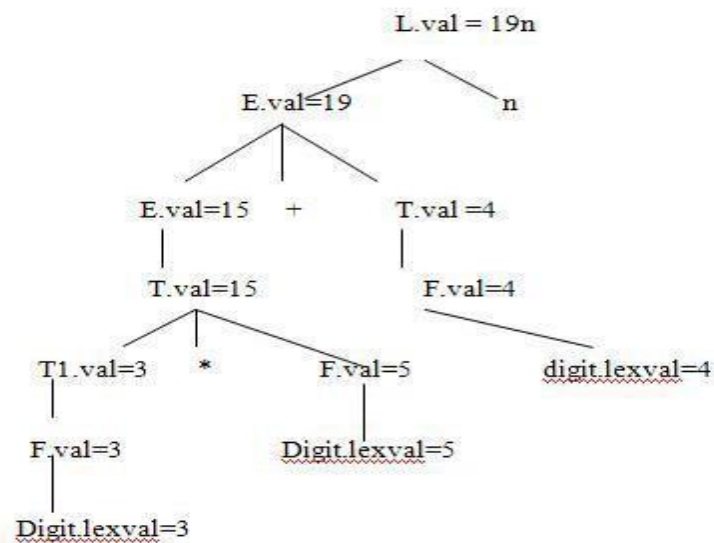 L.val = 19n
E.val=19 n
E.val=15 + T.val =4
T.val=15 F.val=4
T1.val=3 * F.val=5 digit.lexval=4
F.val=3 Digit.lexval=5
Digit.lexval=3